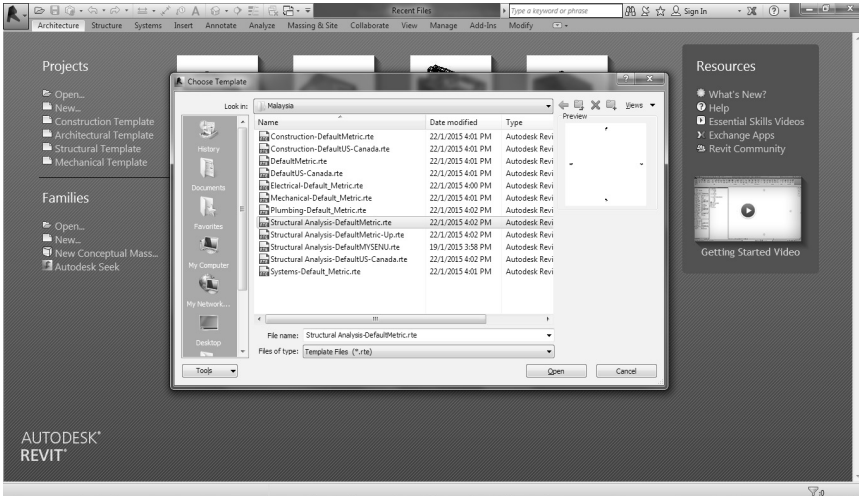 Recent Files
Type a keyword or phrase
Sign In
Architecture Structure Systems Insert Annotate Analyze Massing & Site Collaborate View Manage Add-Ins Modify
Projects
Open...
New...
Construction Template
Architectural Template
Structural Template
Mechanical Template
Families
Open...
New...
New Conceptual Mass...
Autodesk Seek
AUTODESK®
REVIT®
Choose Template
Look in: Malaysia
Views
History
Documents
Favorites
My Computer
My Network...
Desktop
Name Date modified Type
Construction-DefaultMetric.rte 22/1/2015 4:01 PM Autodesk Revi
Construction-DefaultUS-Canada.rte 22/1/2015 4:01 PM Autodesk Revi
DefaultMetric.rte 22/1/2015 4:01 PM Autodesk Revi
DefaultUS-Canada.rte 22/1/2015 4:01 PM Autodesk Revi
Electrical-Default_Metric.rte 22/1/2015 4:00 PM Autodesk Revi
Mechanical-Default_Metric.rte 22/1/2015 4:01 PM Autodesk Revi
Plumbing-Default_Metric.rte 22/1/2015 4:02 PM Autodesk Revi
Structural Analysis-DefaultMetric.rte 22/1/2015 4:02 PM Autodesk Revi
Structural Analysis-DefaultMetric-Up.rte 22/1/2015 4:02 PM Autodesk Revi
Structural Analysis-DefaultMYSENU.rte 19/1/2015 3:58 PM Autodesk Revi
Structural Analysis-DefaultUS-Canada.rte 22/1/2015 4:02 PM Autodesk Revi
Systems-Default_Metric.rte 22/1/2015 4:01 PM Autodesk Revi
Preview
File name: Structural Analysis-DefaultMetric.rte
Files of type: Template Files (*.rte)
Tools
Open
Cancel
Resources
What's New?
Help
Essential Skills Videos
Exchange Apps
Revit Community
Getting Started Video
:0